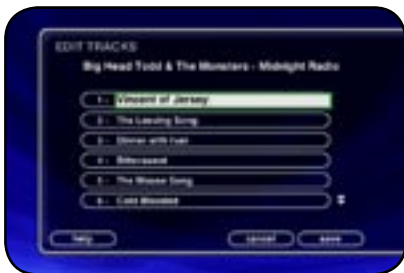 EDIT TRACKS
Big Head Todd & The Monsters - Midnight Radio
1 - Vincent of Jersey
2 - The Leaving Song
3 - Dinner with Ivan
4 - Bittersweet
5 - The Moose Song
6 - Cold Blooded
help
cancel
save